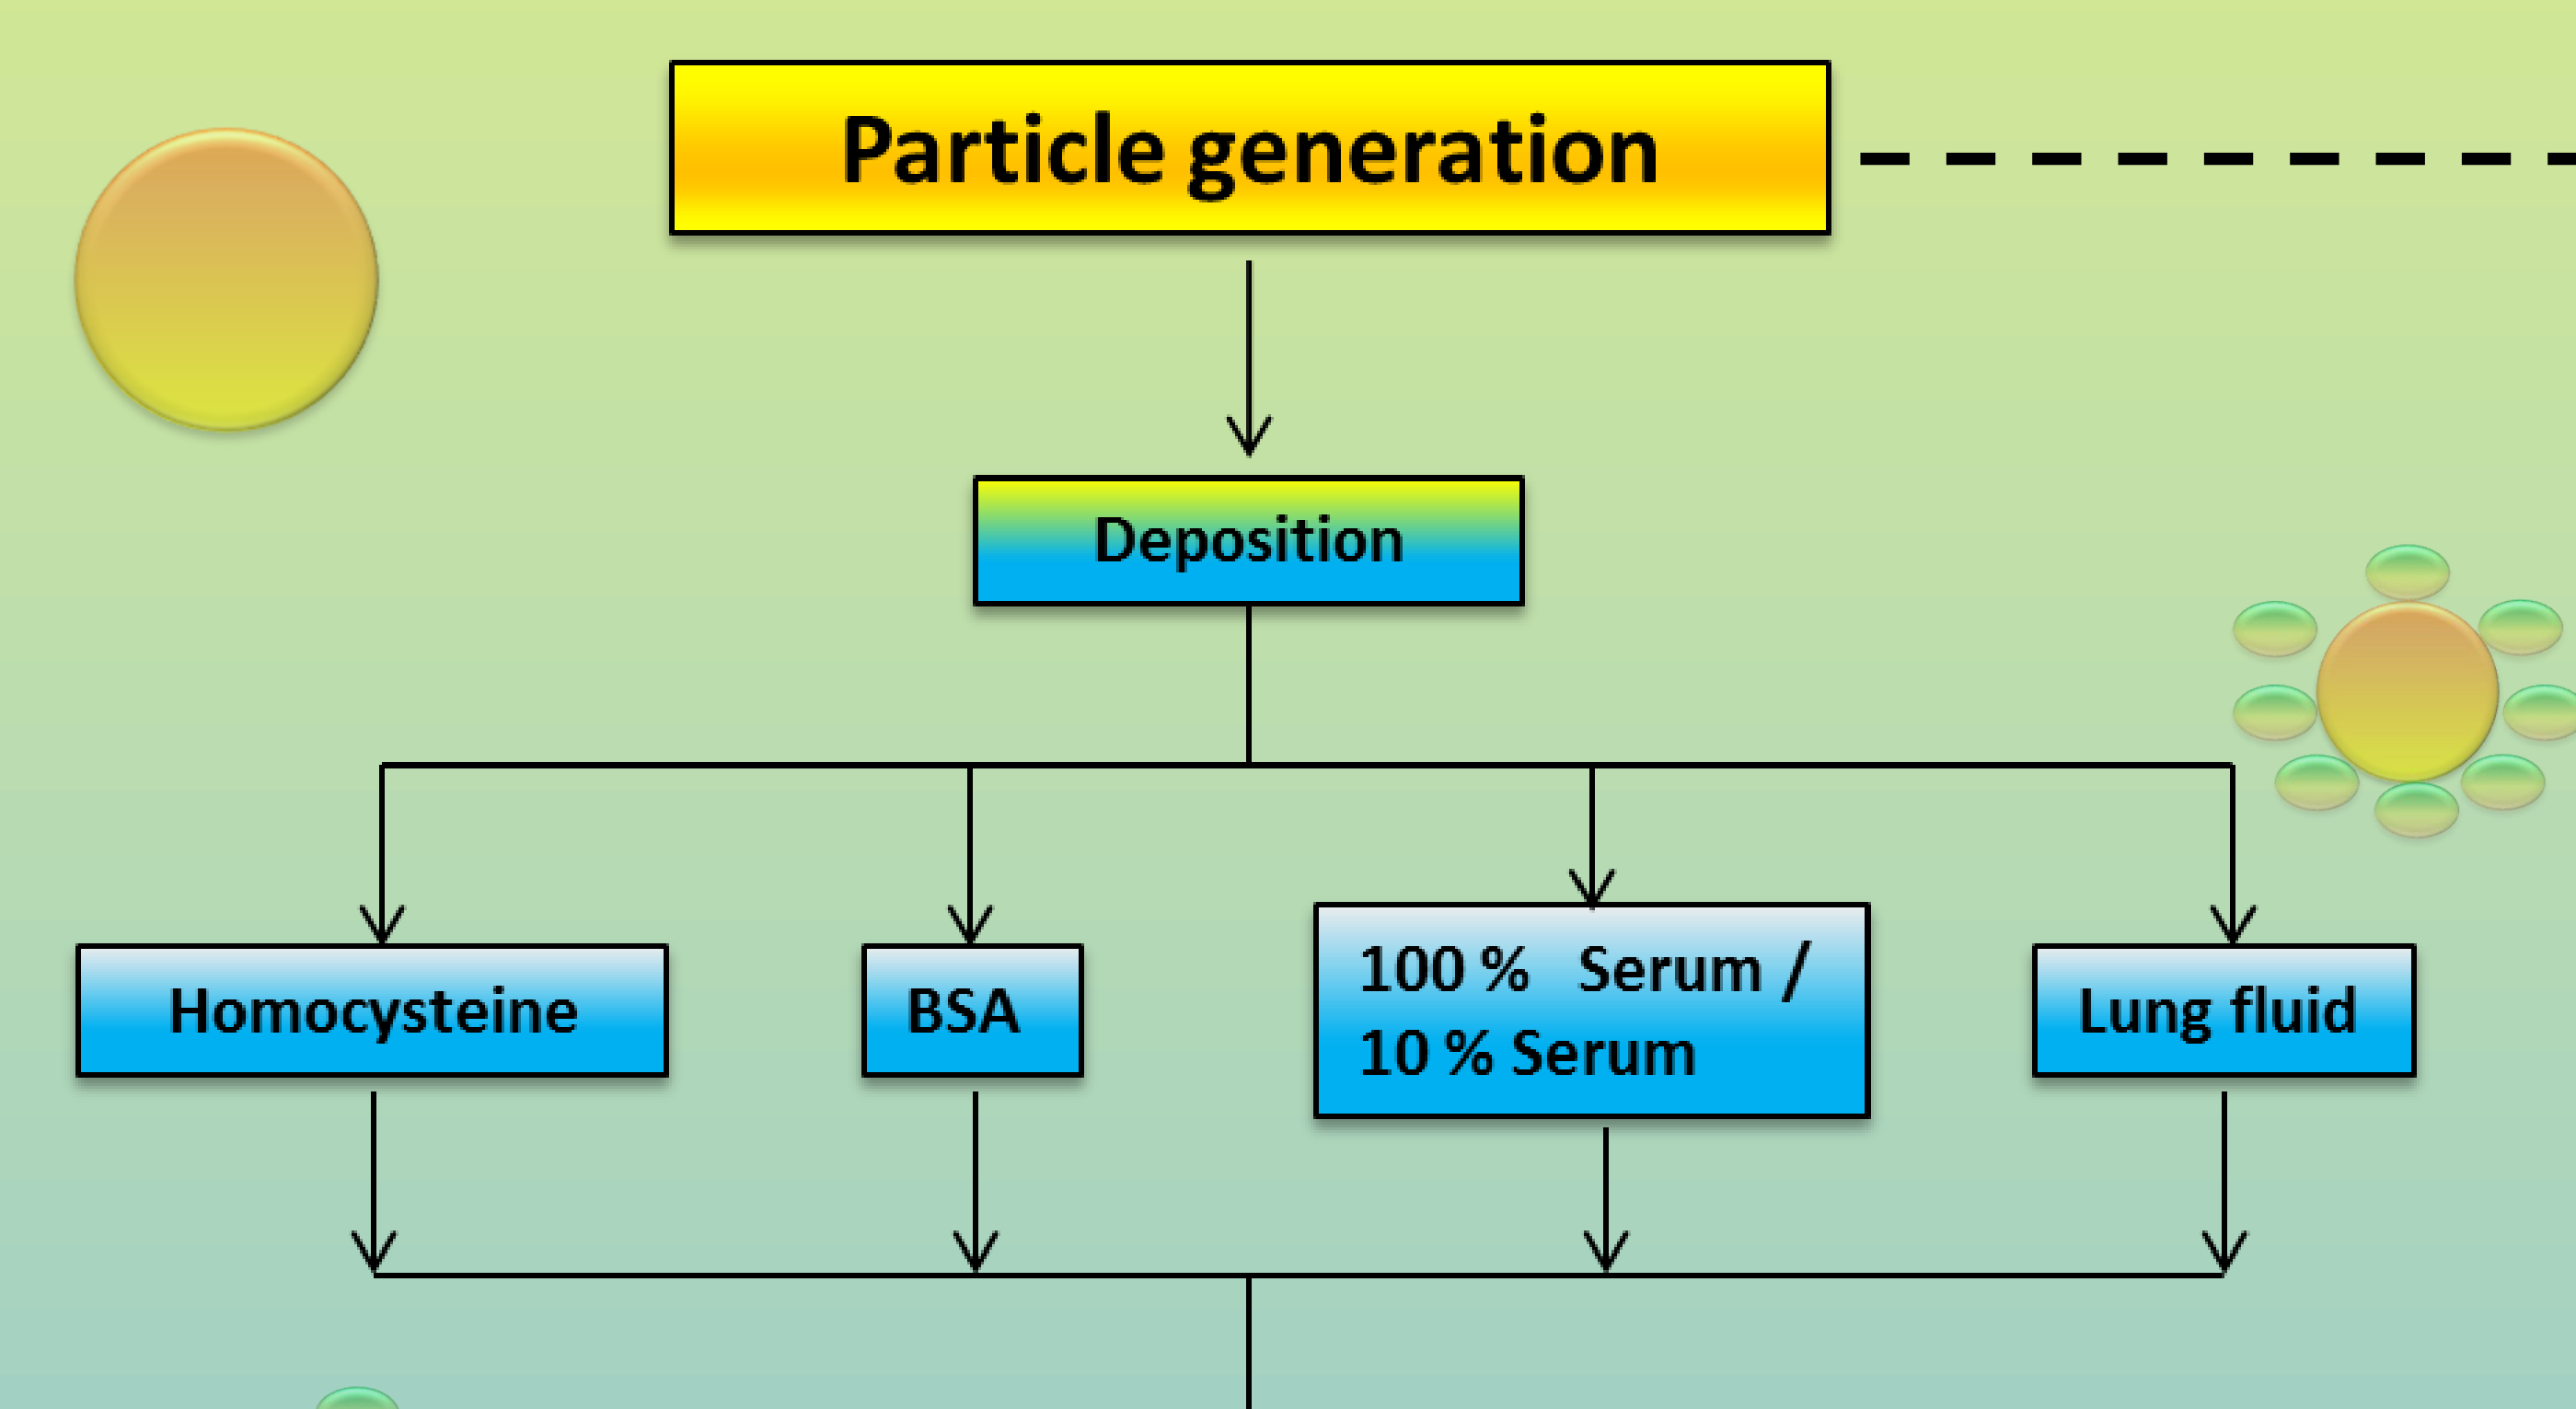 Particle generation
Deposition
Homocysteine
BSA
100 %   Serum /
10 % Serum
Lung fluid